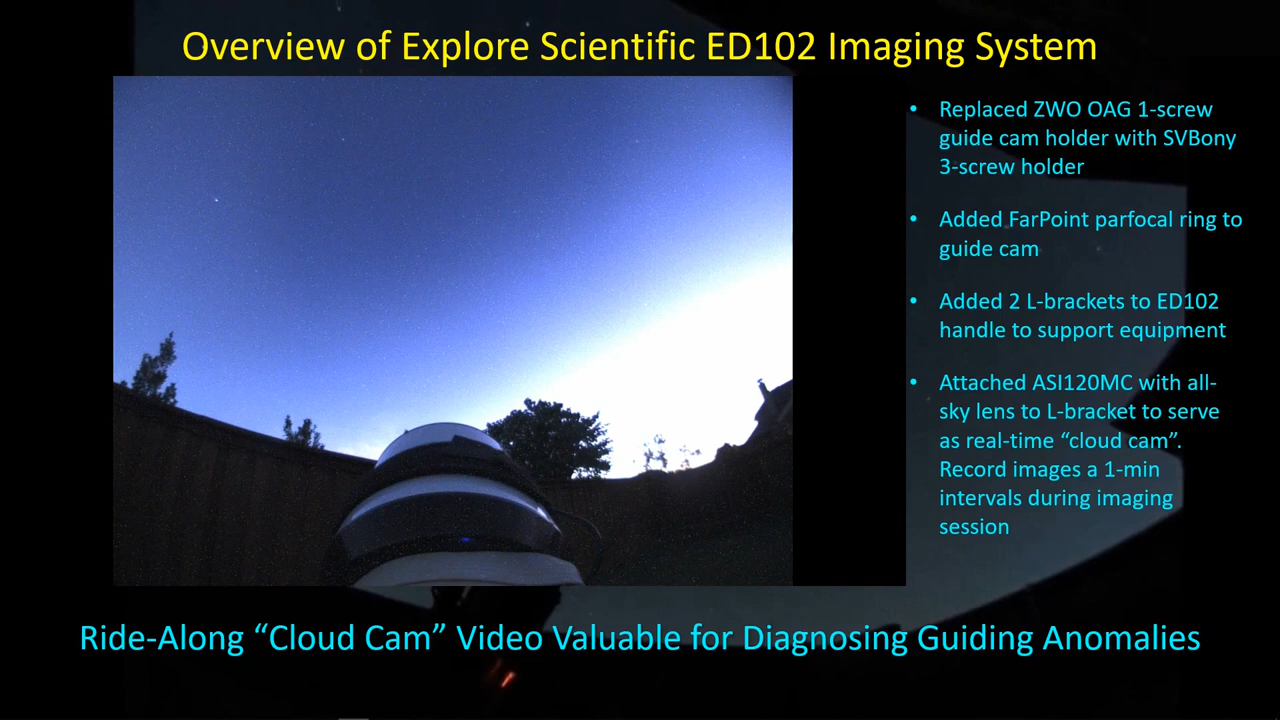 Overview of Explore Scientific ED102 Imaging System
• Replaced ZWO OAG 1-screw
guide cam holder with SVBony
3-screw holder
• Added FarPoint parfocal ring to
guide cam
• Added 2 L-brackets to ED102
handle to support equipment
• Attached ASI120MC with all-
sky lens to L-bracket to serve
as real-time “cloud cam”.
Record images a 1-min
intervals during imaging
session
Ride-Along “Cloud Cam” Video Valuable for Diagnosing Guiding Anomalies